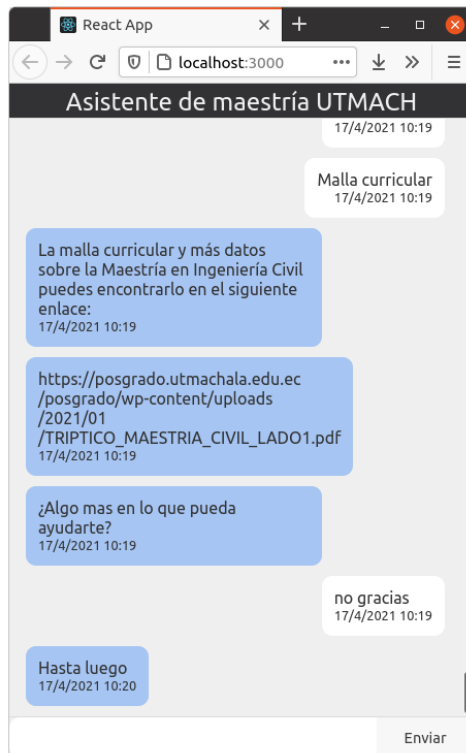 React App
localhost:3000
Asistente de maestría UTMACH
17/4/2021 10:19
Malla curricular
17/4/2021 10:19
La malla curricular y más datos
sobre la Maestría en Ingeniería Civil
puedes encontrarlo en el siguiente
enlace:
17/4/2021 10:19
https://posgrado.utmachala.edu.ec
/posgrado/wp-content/uploads
/2021/01
/TRIPTICO_MAESTRIA_CIVIL_LADO1.pdf
17/4/2021 10:19
¿Algo mas en lo que pueda
ayudarte?
17/4/2021 10:19
no gracias
17/4/2021 10:19
Hasta luego
17/4/2021 10:20
Enviar